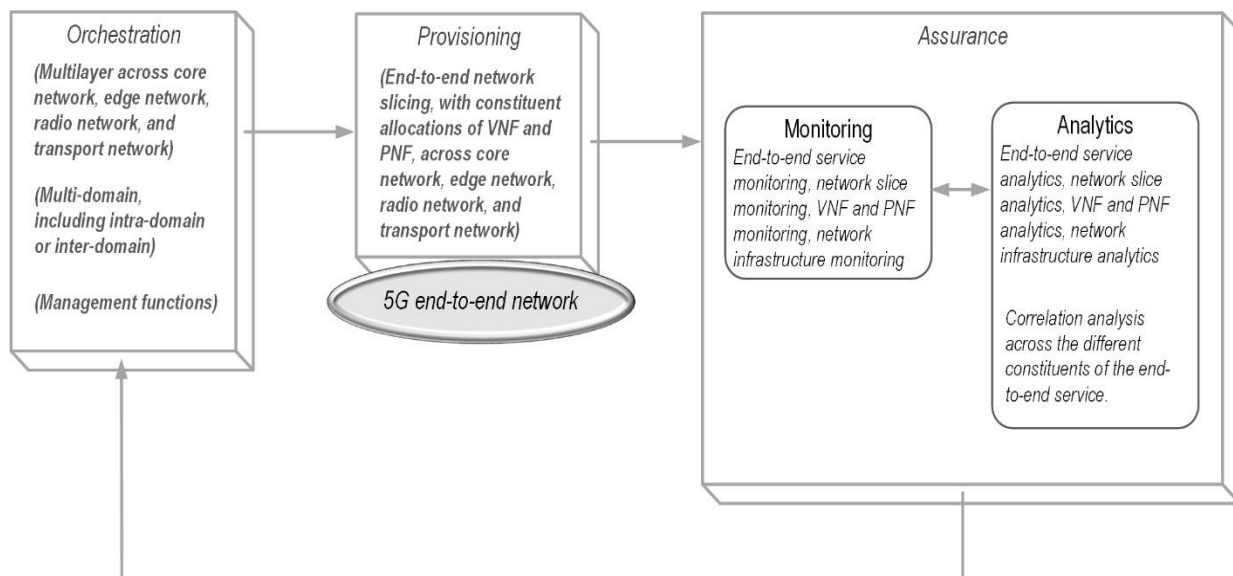 Orchestration
(Multilayer across core
network, edge network,
radio network, and
transport network)
(Multi-domain,
including intra-domain
or inter-domain)
(Management functions)
Provisioning
(End-to-end network
slicing, with constituent
allocations of VNF and
PNF, across core
network, edge network,
radio network, and
transport network)
5G end-to-end network
Assurance
Monitoring
End-to-end service
monitoring, network slice
monitoring, VNF and PNF
monitoring, network
infrastructure monitoring
Analytics
End-to-end service
analytics, network slice
analytics, VNF and PNF
analytics, network
infrastructure analytics
Correlation analysis
across the different
constituents of the end-
to-end service.